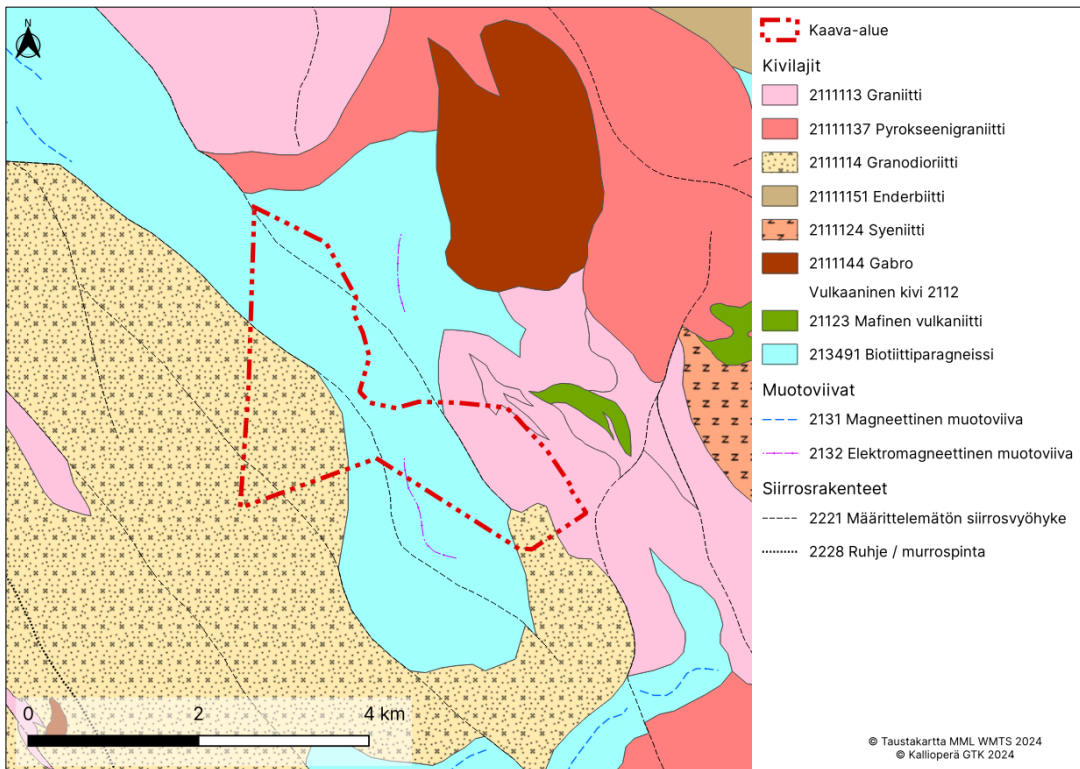 N
Kaava-alue
Kivilajit
2111113 Graniitti
21111137 Pyrokseenigraniitti
2111114 Granodioriitti
21111151 Enderbiitti
2111124 Syeniitti
2111144 Gabro
Vulkaaninen kivi 2112
21123 Mafinen vulkaniitti
213491 Biotiittiparagneissi
Muotoviivat
2131 Magneettinen muotoviiva
2132 Elektromagneettinen muotoviiva
Siirrosrakenteet
2221 Määrittelemätön siirrosvyöhyke
2228 Ruhje / murrospinta
0 2 4 km
© Taustakartta MML WMTS 2024
© Kallioperä GTK 2024